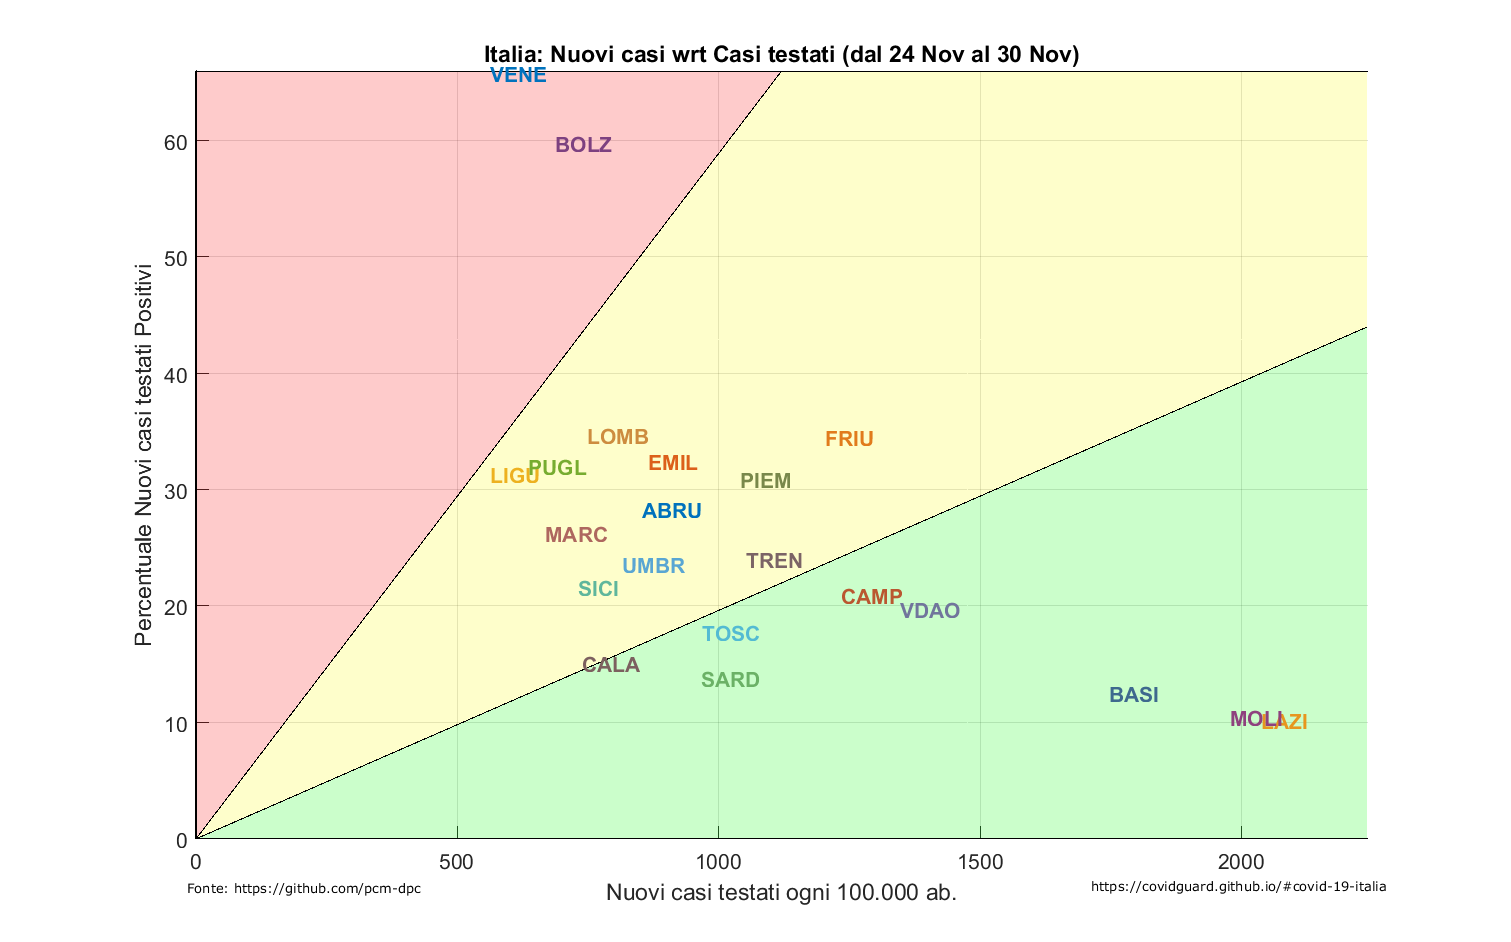 Italia: Nuovi casi wrt Casi testati (dal 24 Nov al 30 Nov)
VENE
BOLZ
60
50
40
30
20
10
0
Percentuale Nuovi casi testati Positivi
LOMB
FRIU
EMIL
PUGL
LIGU
PIEM
ABRU
MARC
TREN
UMBR
SICI
CAMP
VDAO
TOSC
CALA
SARD
BASI
MOLI
LAZI
0 500 1000 1500 2000
Nuovi casi testati ogni 100.000 ab.
Fonte: https://github.com/pcm-dpc
https://covidguard.github.io/#covid-19-italia